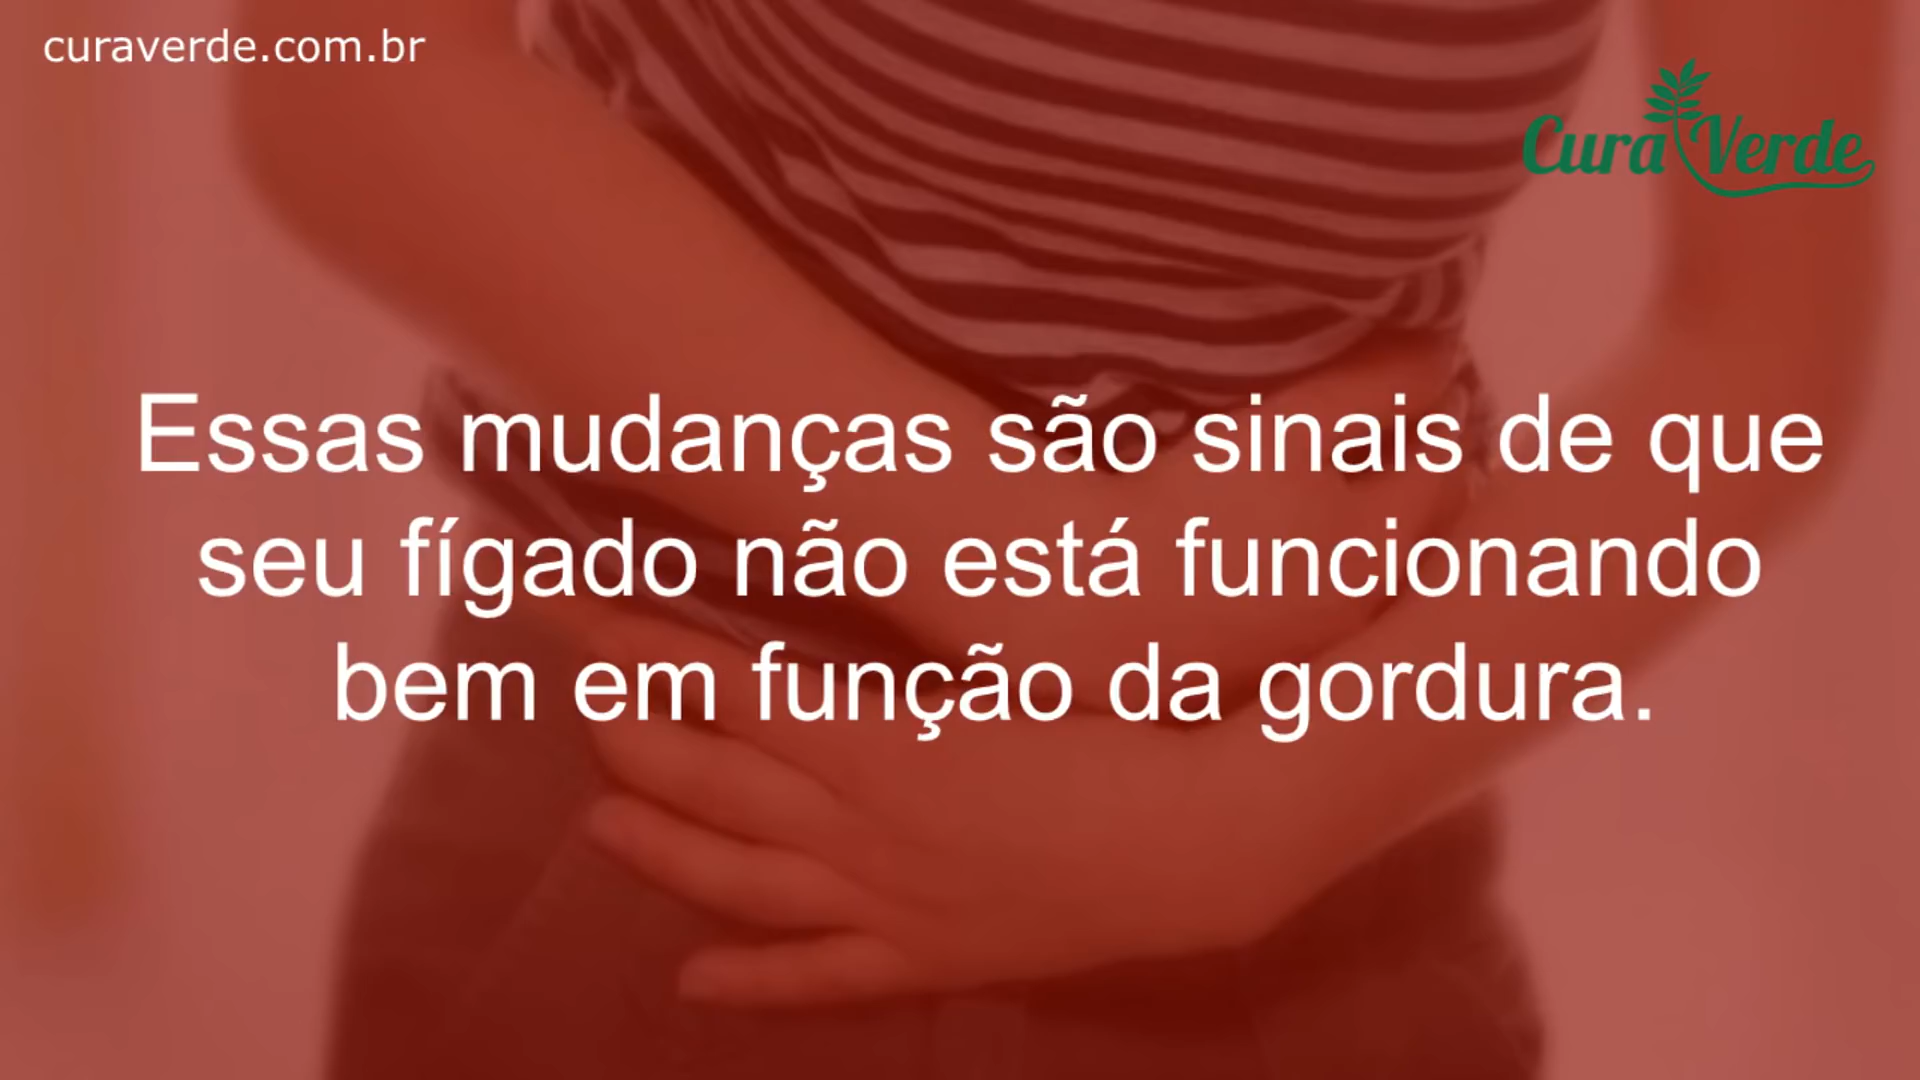 curaverde.com.br
Cura Verde
Essas mudanças são sinais de que
seu fígado não está funcionando
bem em função da gordura.